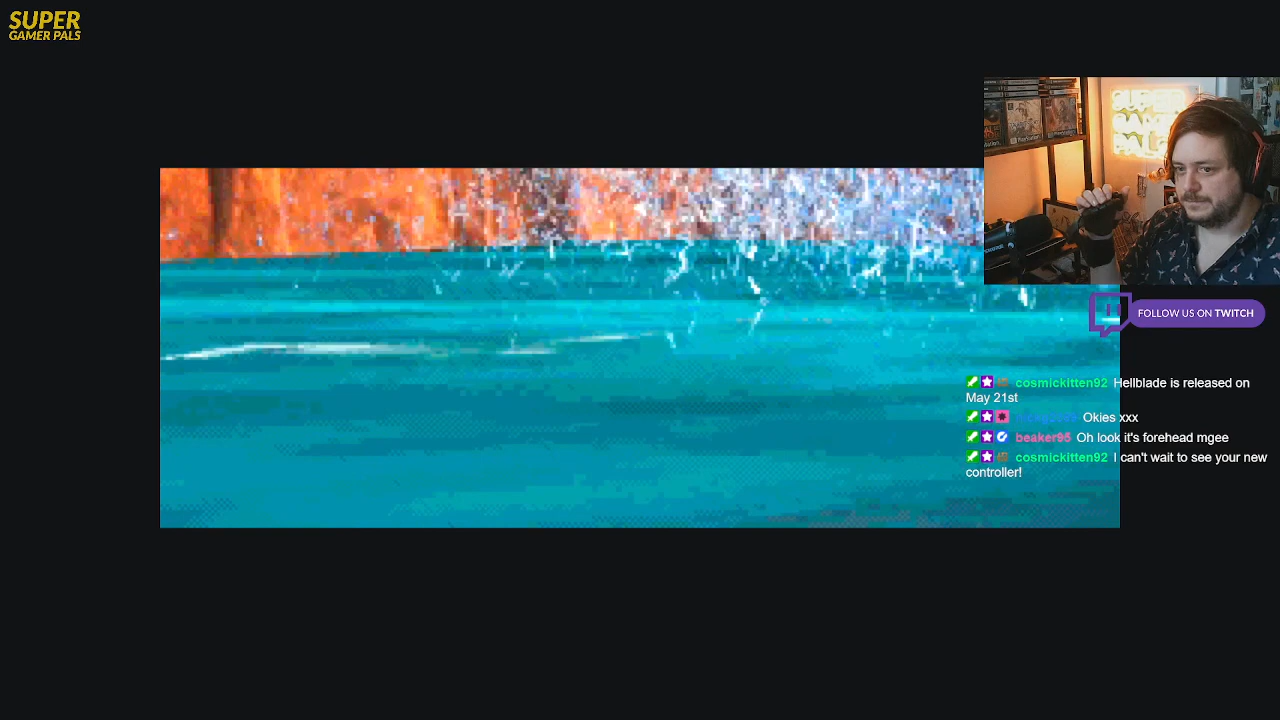 SUPER
GAMER PALS
FOLLOW US ON TWITCH
cosmickitten92 Hellblade is released on
May 21st
Okies xxx
beaker95 Oh look it's forehead mgee
cosmickitten92 I can't wait to see your new
controller!